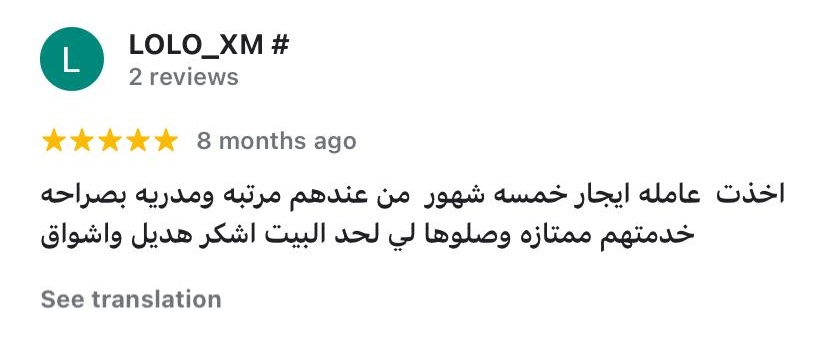 L
LOLO_XM #
2 reviews
★★★★★ 8 months ago
اخذت عامله ايجار خمسه شهور من عندهم مرتبه ومدريه بصراحه
خدمتهم ممتازه وصلوها لي لحد البيت اشكر هديل واشواق
See translation